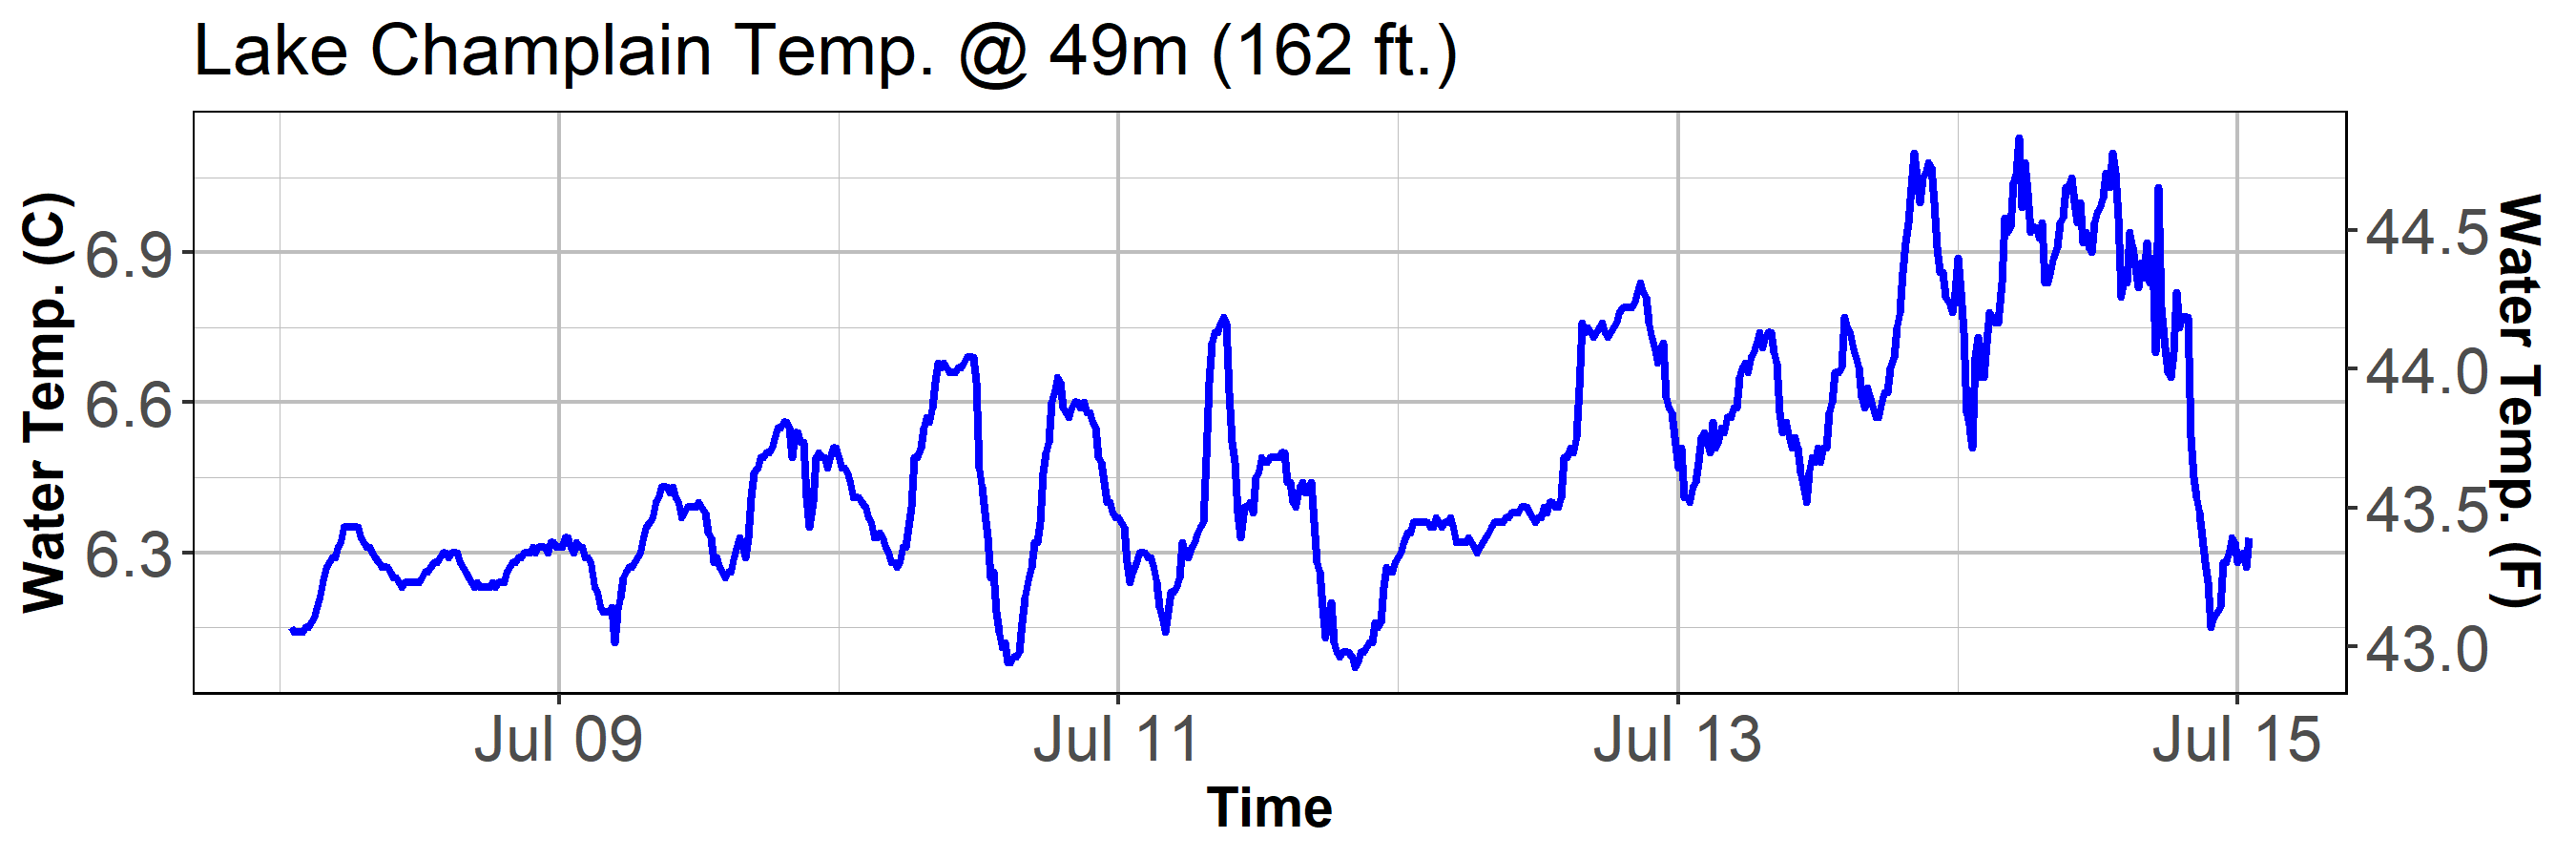 Lake Champlain Temp. @ 49m (162 ft.)
Water Temp. (C)
6.9
6.6
6.3
44.5
44.0
43.5
43.0
Water Temp. (F)
Jul 09
Jul 11
Jul 13
Jul 15
Time